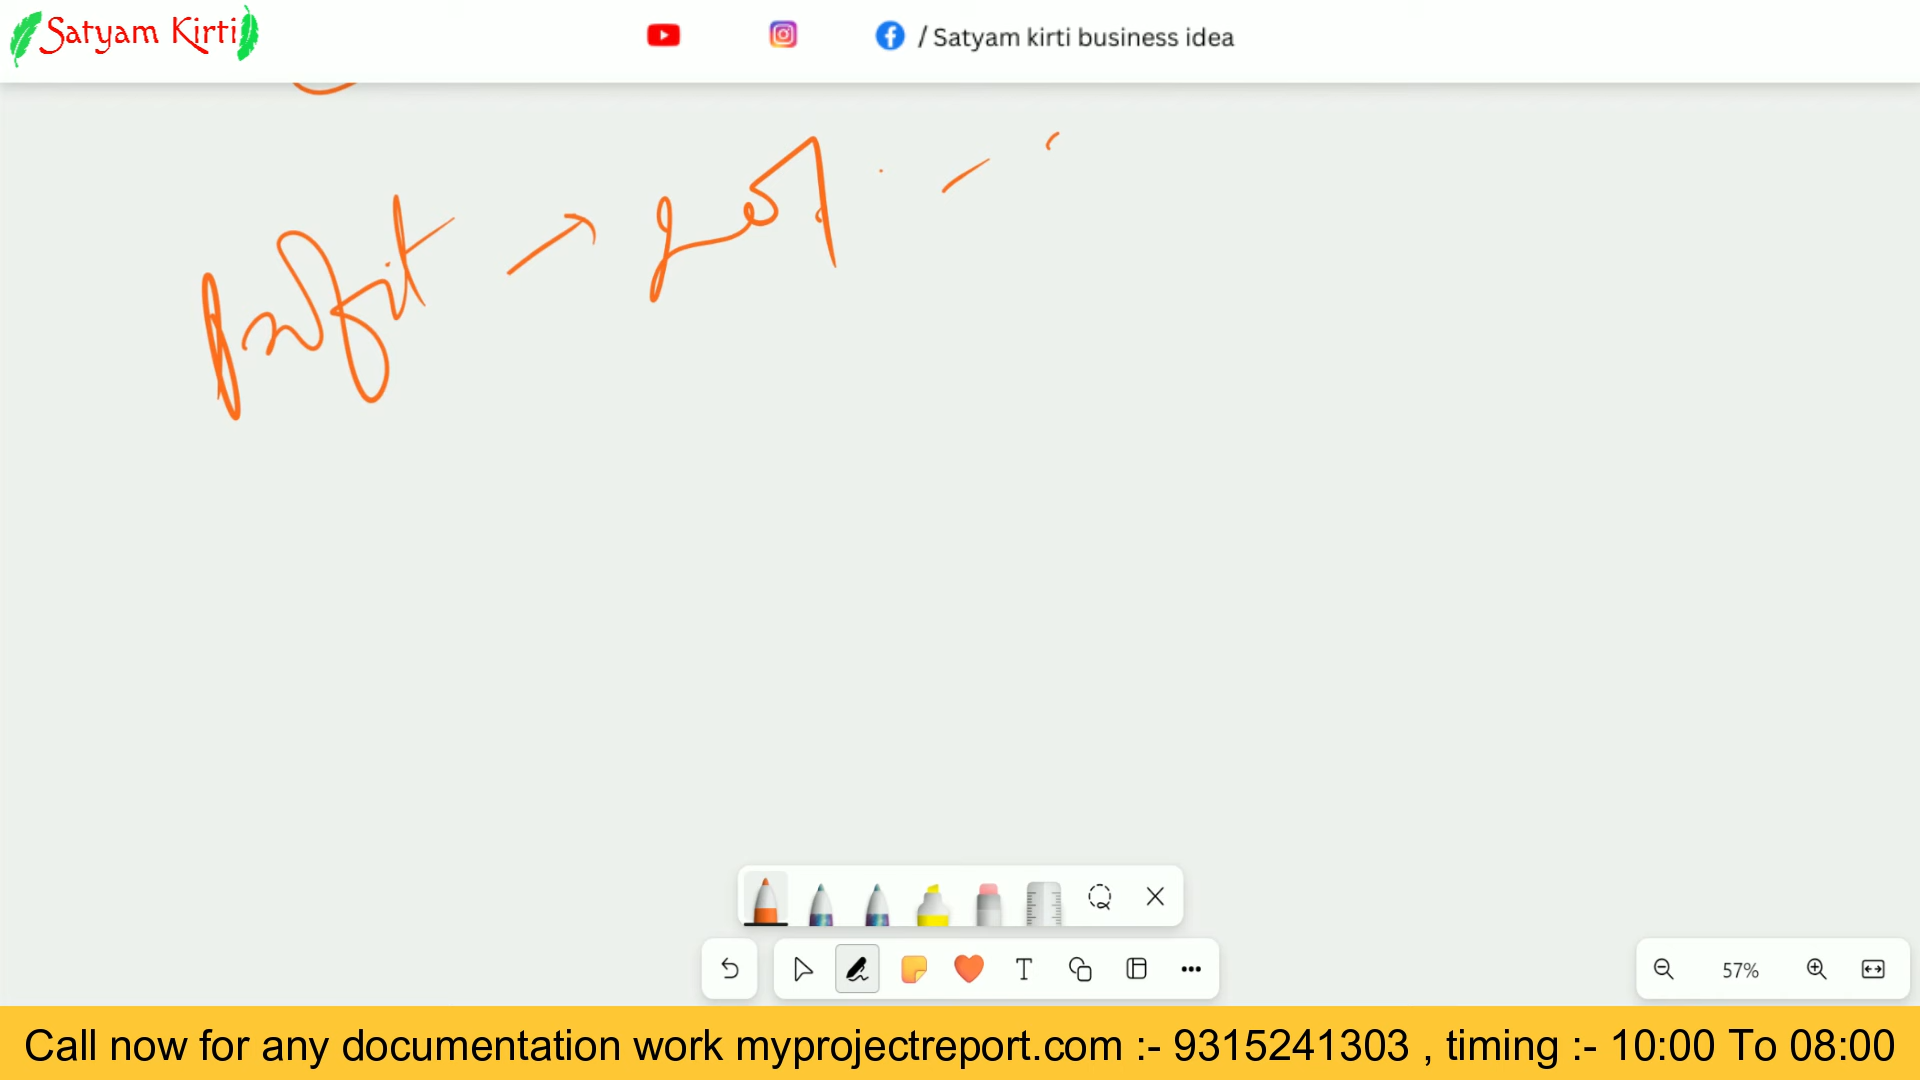 Satyam Kirti
/ Satyam kirti business idea
Profit →
57%
Call now for any documentation work myprojectreport.com :- 9315241303 , timing :- 10:00 To 08:00